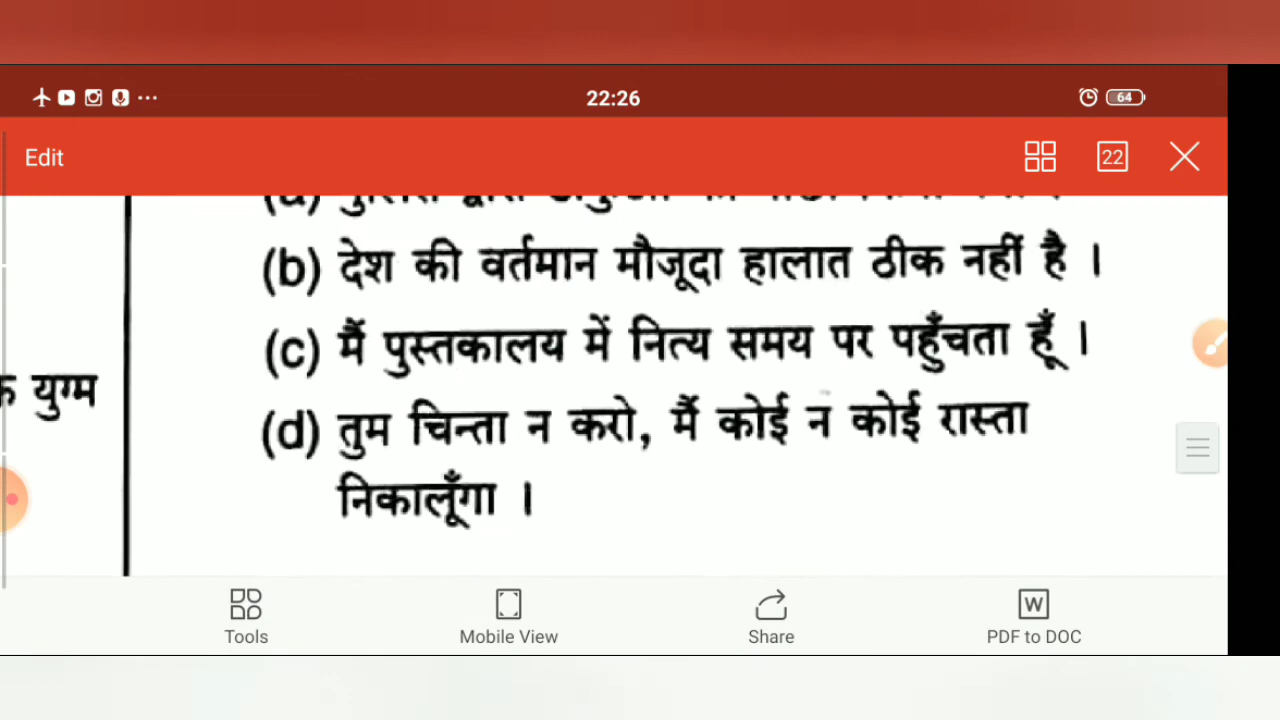 22:26
64
Edit
22
(b) देश की वर्तमान मौजूदा हालात ठीक नहीं है ।
(c) मैं पुस्तकालय में नित्य समय पर पहुँचता हूँ ।
युग्म
(d) तुम चिन्ता न करो, मैं कोई न कोई रास्ता
निकालूँगा ।
W
Tools
Mobile View
Share
PDF to DOC